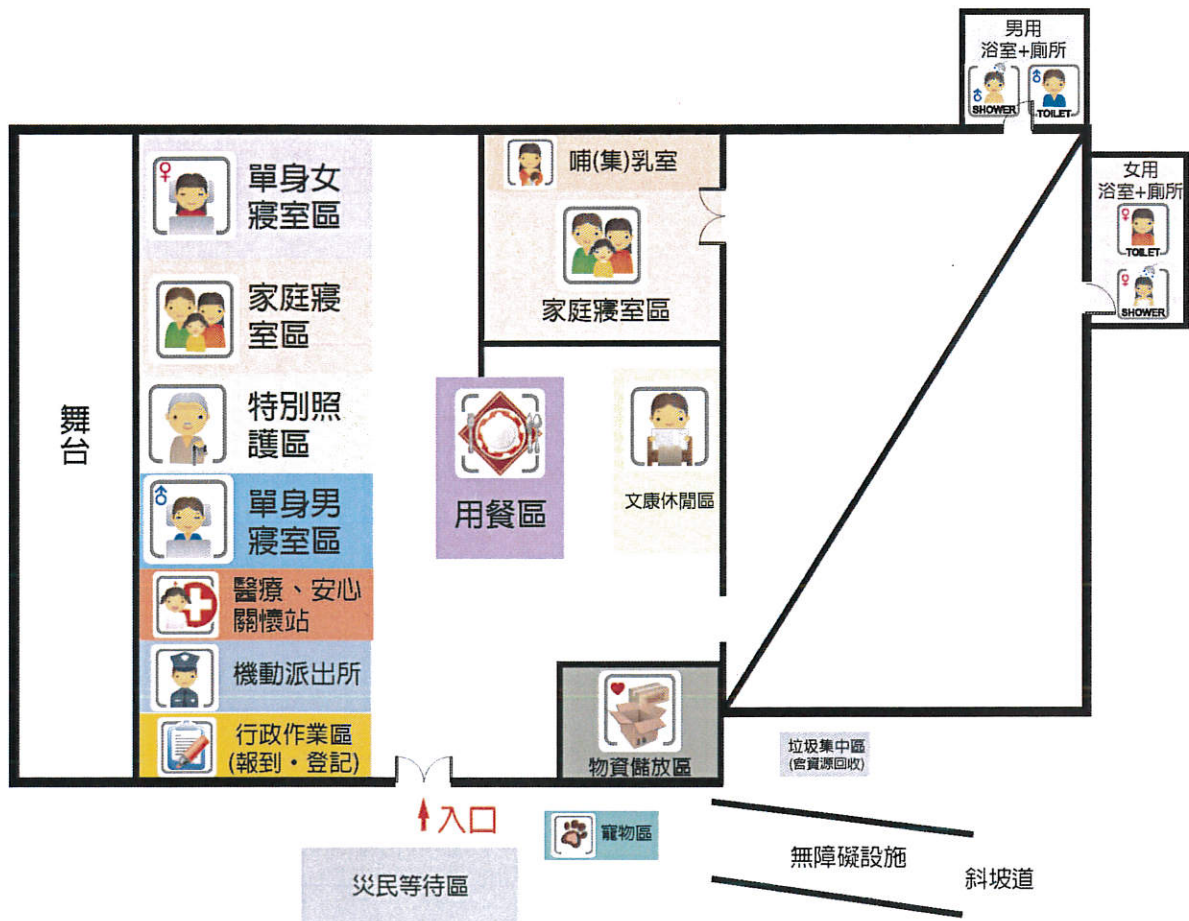 男用
浴室+廁所
SHOWER
TOILET
女用
浴室+廁所
TOILET
SHOWER
舞台
單身女
寢室區
家庭寢
室區
特別照
護區
單身男
寢室區
醫療、安心
關懷站
機動派出所
行政作業區
(報到・登記)
哺(集)乳室
家庭寢室區
用餐區
文康休閒區
物資儲放區
垃圾集中區
(含資源回收)
入口
寵物區
災民等待區
無障礙設施
斜坡道